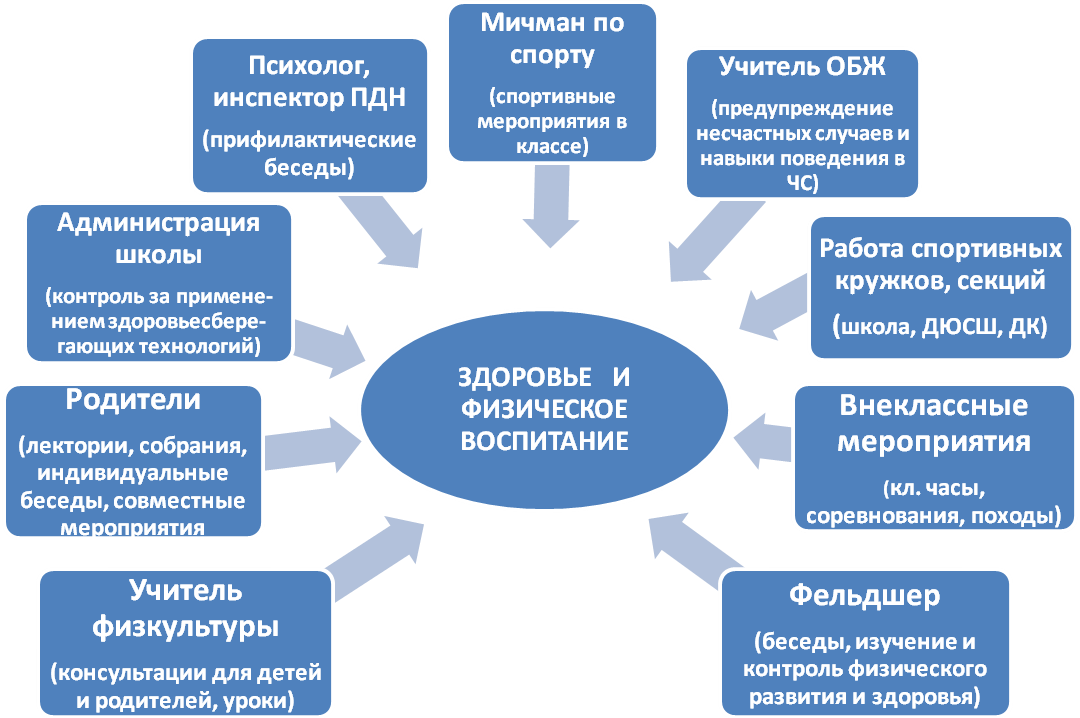 Мичман по
спорту
(спортивные
мероприятия в
классе)
Психолог,
инспектор ПДН
(прифилактические
беседы)
Учитель ОБЖ
(предупреждение
несчастных случаев и
навыки поведения в
ЧС)
Администрация
школы
(контроль за примене-
нием здоровьесбере-
гающих технологий)
Работа спортивных
кружков, секций
(школа, ДЮСШ, ДК)
ЗДОРОВЬЕ И
ФИЗИЧЕСКОЕ
ВОСПИТАНИЕ
Родители
(лектории, собрания,
индивидуальные
беседы, совместные
мероприятия
Внеклассные
мероприятия
(кл. часы,
соревнования, походы)
Учитель
физкультуры
(консультации для детей
и родителей, уроки)
Фельдшер
(беседы, изучение и
контроль физического
развития и здоровья)